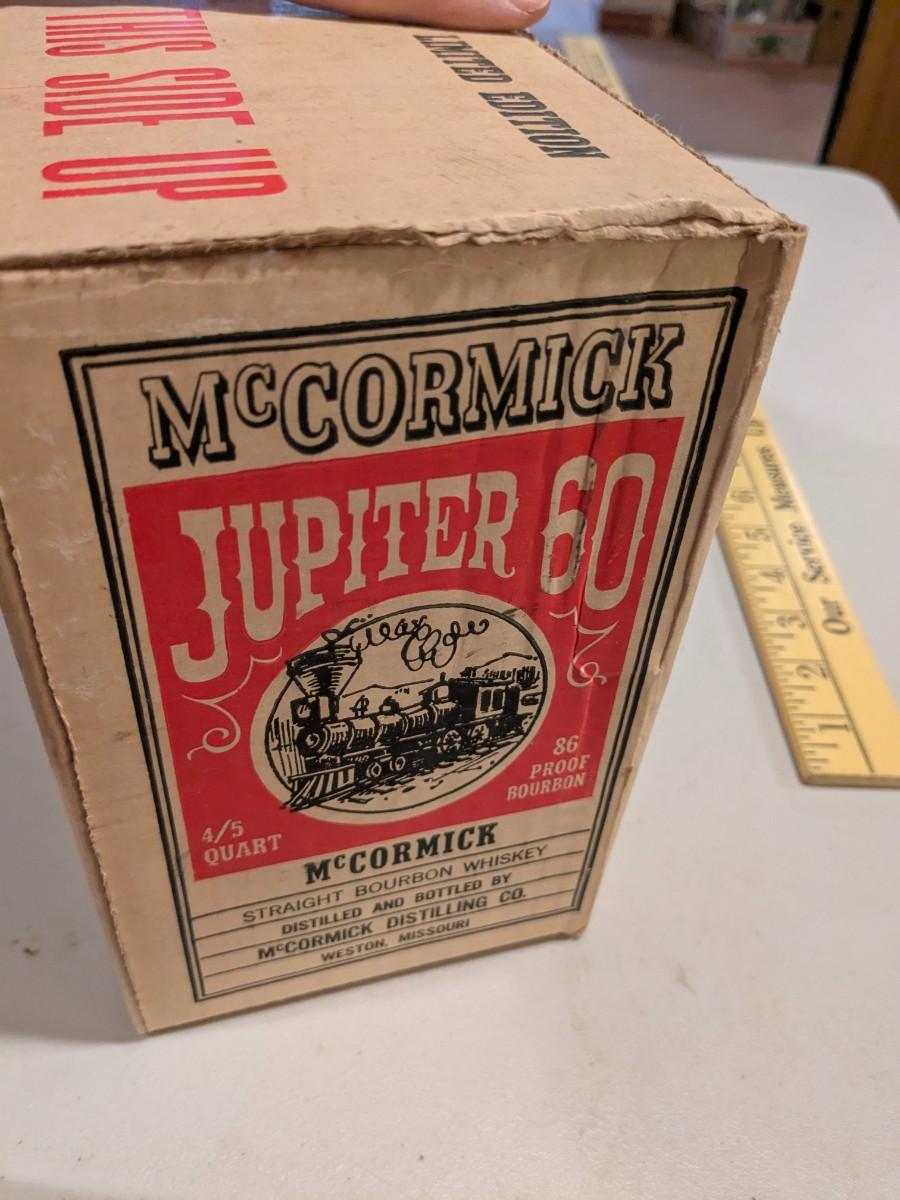 THIS SIDE UP
LIMITED EDITION
McCORMICK
JUPITER 60
86
PROOF
BOURBON
4/5
QUART
McCORMICK
STRAIGHT BOURBON WHISKEY
DISTILLED AND BOTTLED BY
McCORMICK DISTILLING CO.
WESTON, MISSOURI
Our Service Measures
6 5 4 3 2 1